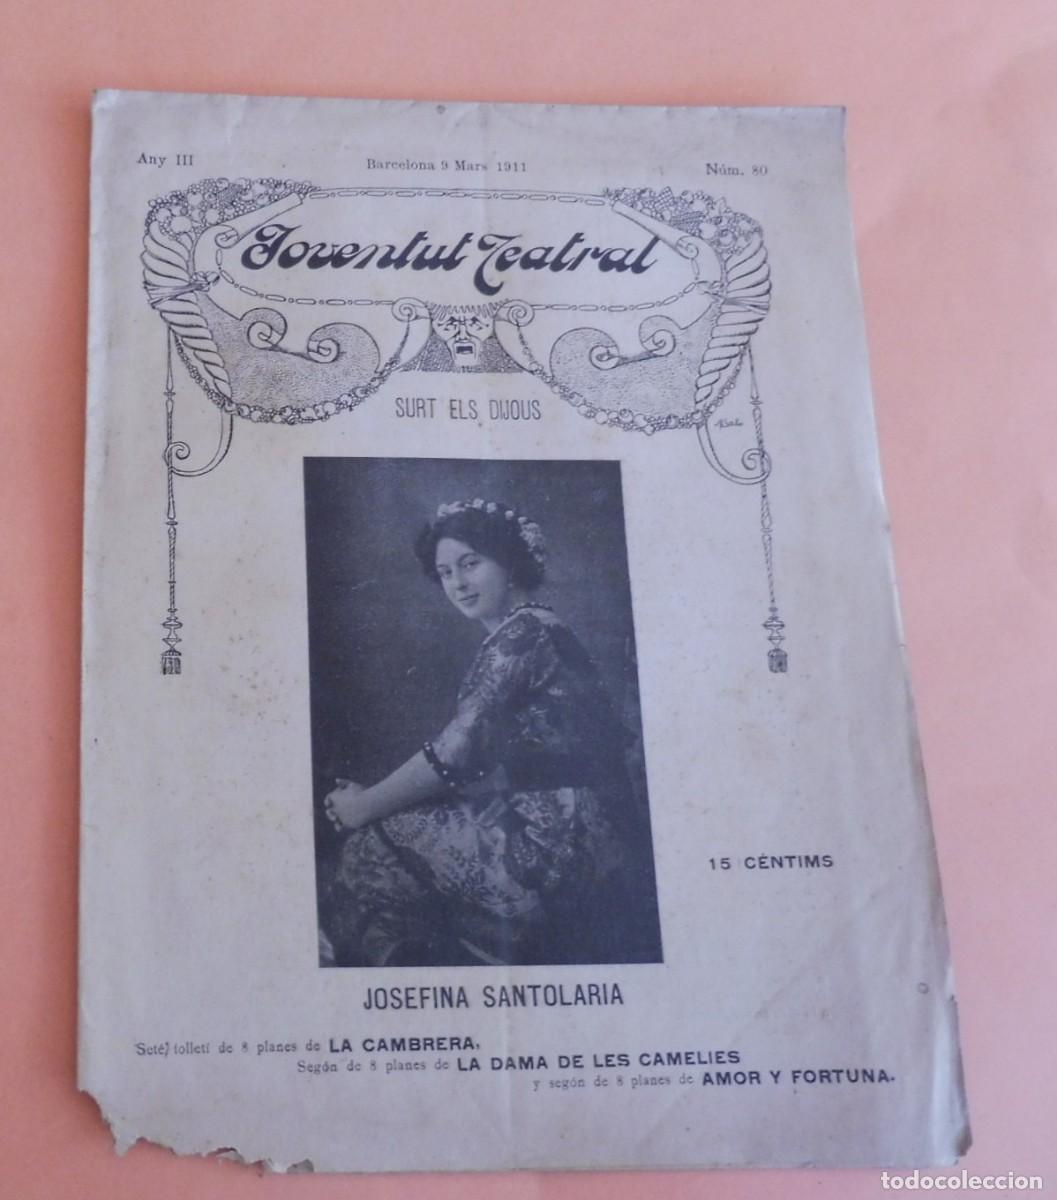 Any III
Barcelona 9 Mars 1911
Núm. 80
Joventut Teatral
SURT ELS DIJOUS
15 CÉNTIMS
JOSEFINA SANTOLARIA
Seté, folletí de 8 planes de LA CAMBRERA,
Segón de 8 planes de LA DAMA DE LES CAMELIES
y segón de 8 planes de AMOR Y FORTUNA.
todocoleccion